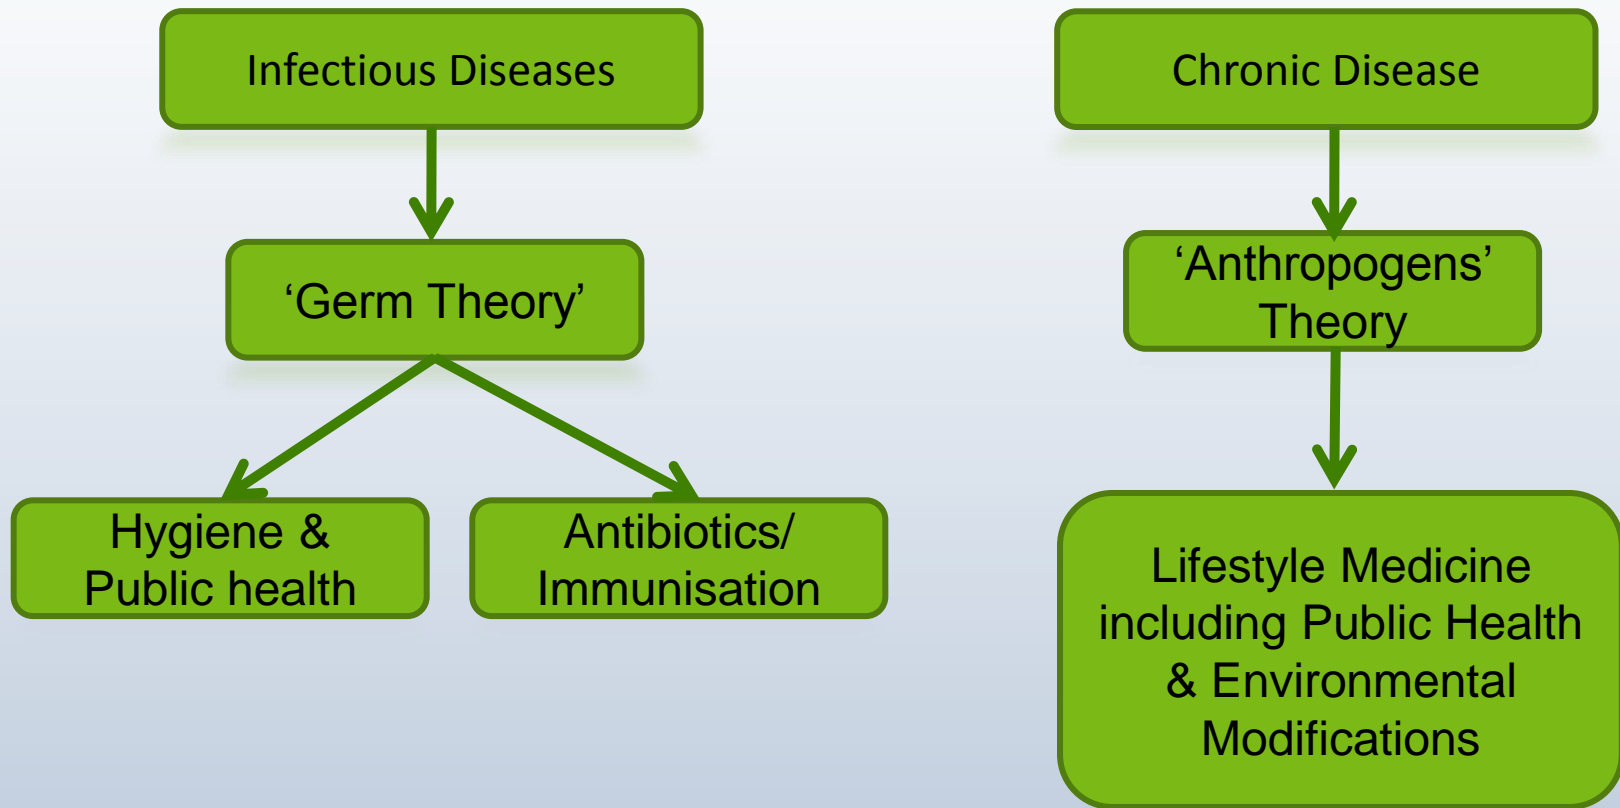 Infectious Diseases
Chronic Disease
‘Germ Theory’
‘Anthropogens’
Theory
Hygiene &
Public health
Antibiotics/
Immunisation
Lifestyle Medicine
including Public Health
& Environmental
Modifications